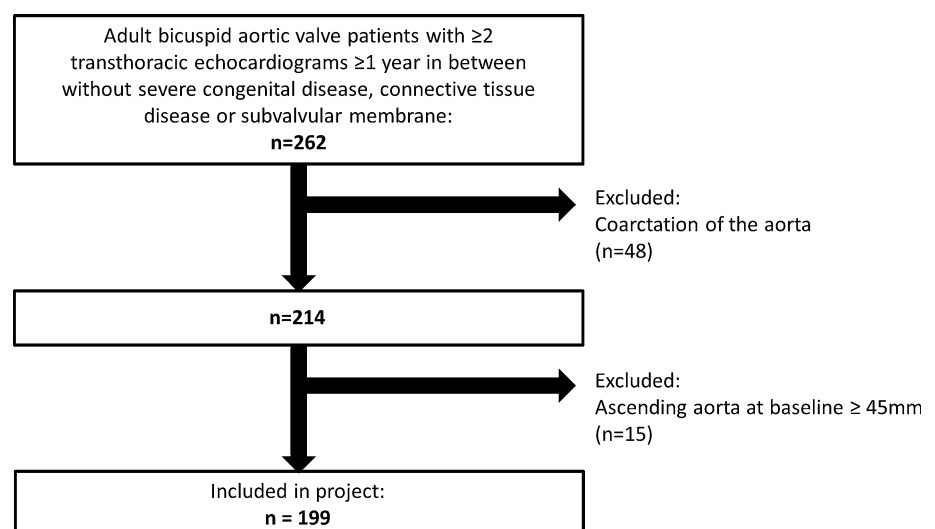 Adult bicuspid aortic valve patients with ≥2
transthoracic echocardiograms ≥1 year in between
without severe congenital disease, connective tissue
disease or subvalvular membrane:
n=262
Excluded:
Coarctation of the aorta
(n=48)
n=214
Excluded:
Ascending aorta at baseline ≥ 45mm
(n=15)
Included in project:
n = 199